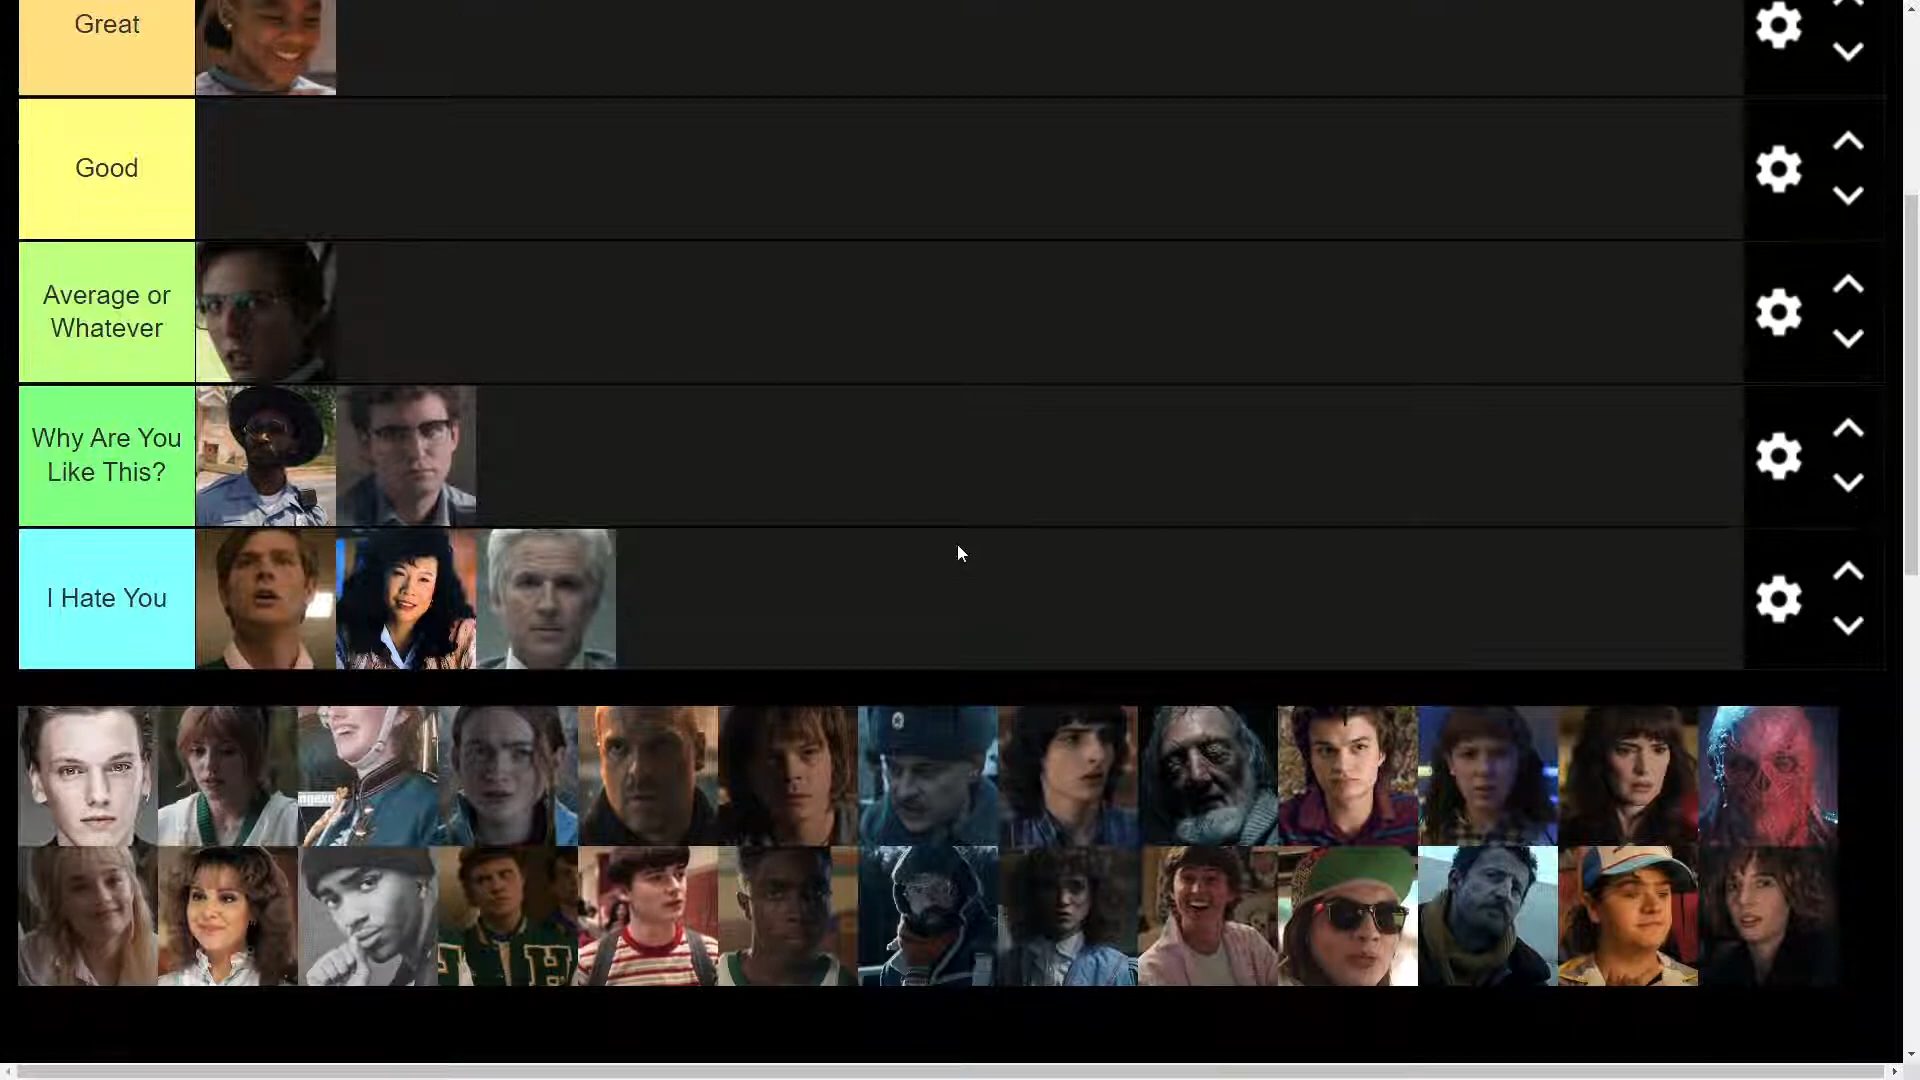 Great
Good
Average or
Whatever
Why Are You
Like This?
I Hate You